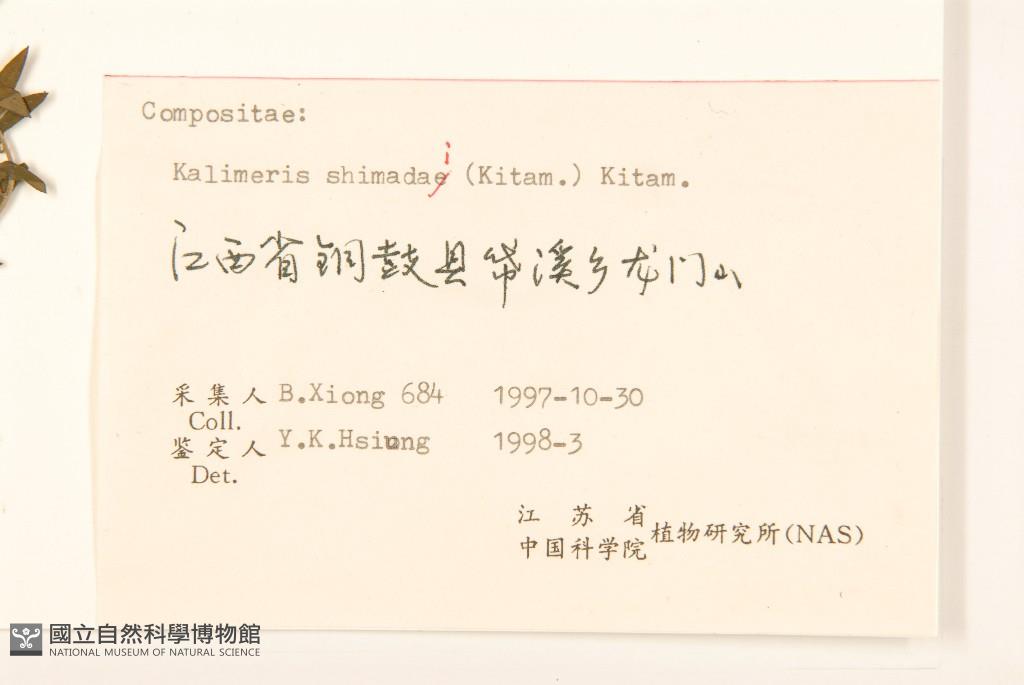 Compositae:
Kalimeris shimadai (Kitam.) Kitam.
江西省铜鼓县带溪乡龙门山
采集人 B.Xiong 684 1997-10-30
Coll.
鉴定人 Y.K.Hsiung 1998-3
Det.
江苏省
中国科学院植物研究所(NAS)
國立自然科學博物館
NATIONAL MUSEUM OF NATURAL SCIENCE